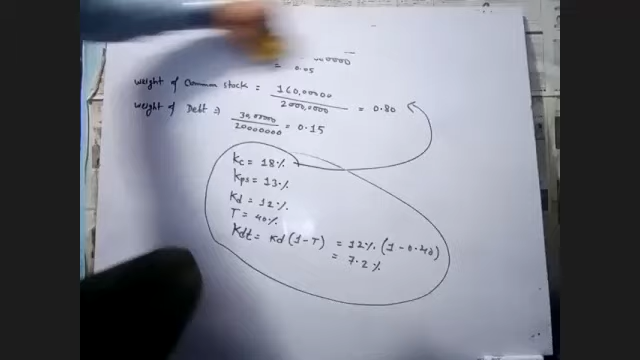 = 0.05
Weight of Common stock = 160,00000 / 2000,0000 = 0.80
Weight of Debt => 30,00000 / 20000000 = 0.15
Kc = 18%
Kps = 13%
Kd = 12%
T = 40%
Kdt = Kd (1-T) = 12% (1-0.40)
= 7.2%